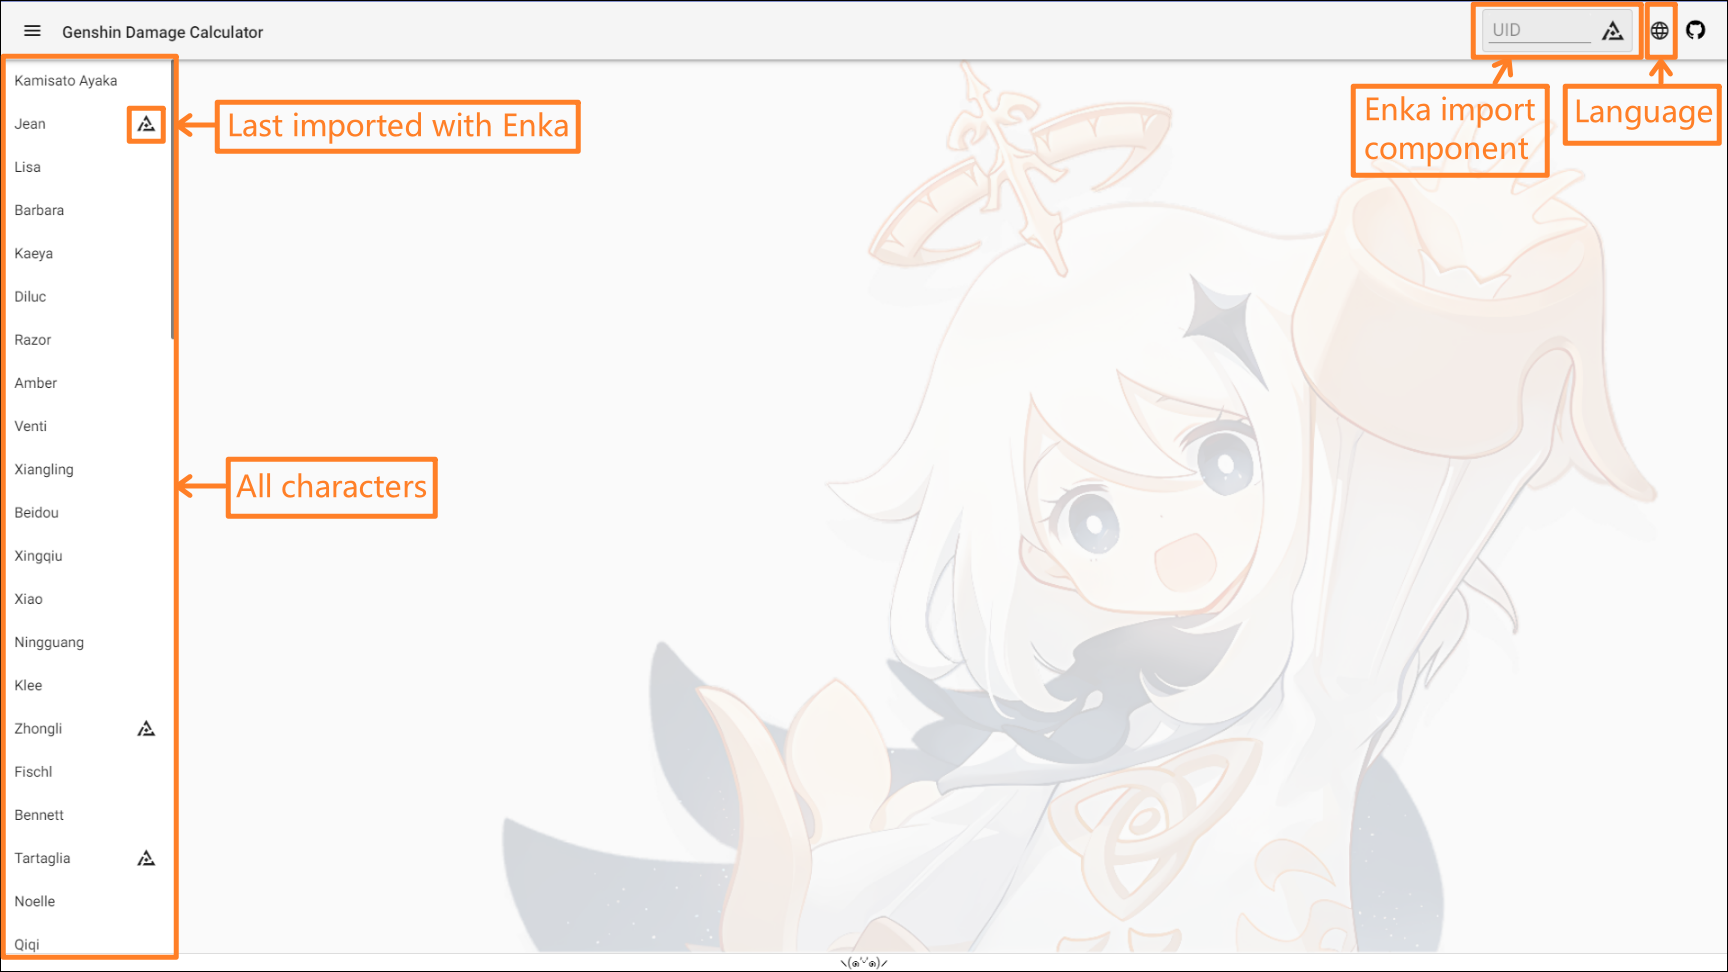 Genshin Damage Calculator
UID
Kamisato Ayaka
Jean
Last imported with Enka
Enka import
component
Language
Lisa
Barbara
Kaeya
Diluc
Razor
Amber
Venti
Xiangling
All characters
Beidou
Xingqiu
Xiao
Ningguang
Klee
Zhongli
Fischl
Bennett
Tartaglia
Noelle
Qiqi